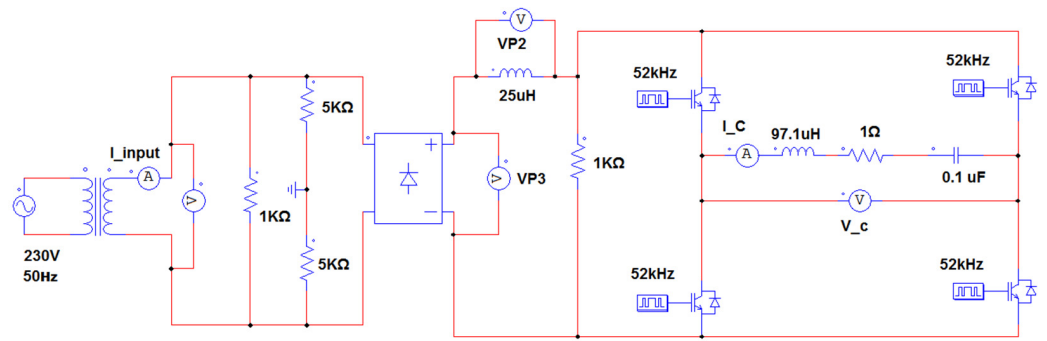 VP2
25uH
52kHz
52kHz
5KΩ
I_input
A
V
1KΩ
5KΩ
230V
50Hz
+
−
V
VP3
V
1KΩ
I_C
A
97.1uH
1Ω
0.1 uF
V
V_c
52kHz
52kHz